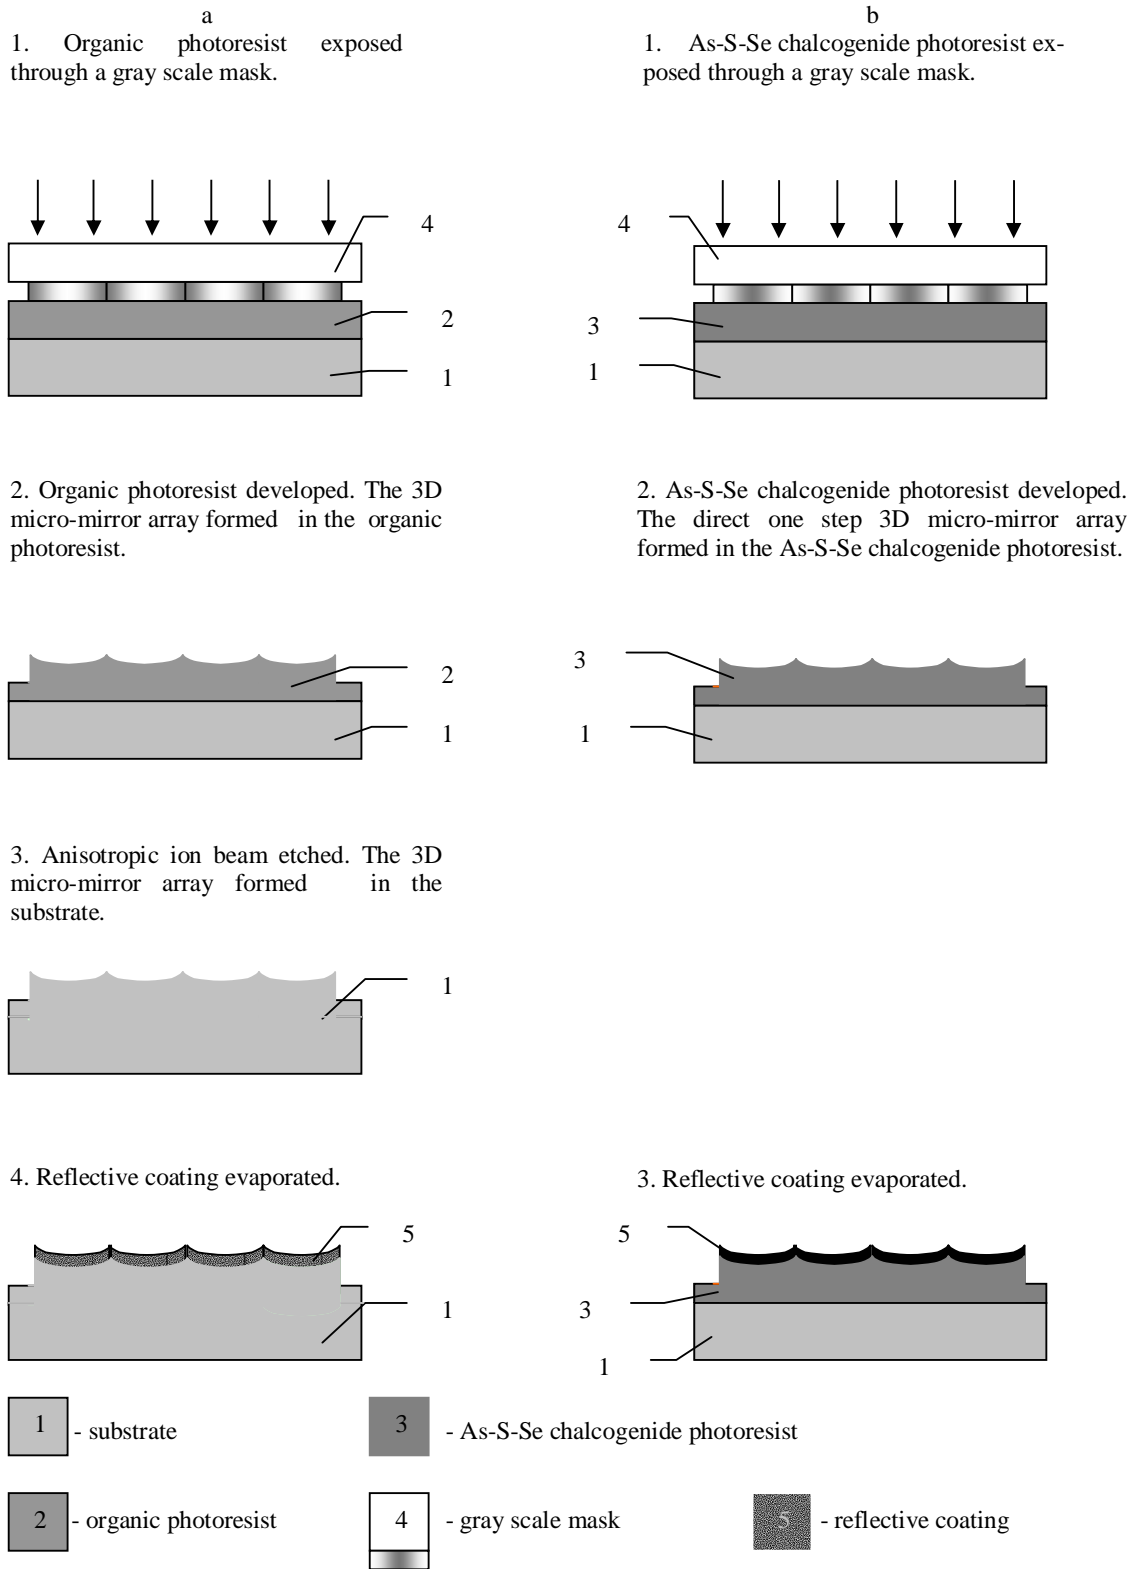 a
1. Organic photoresist exposed
through a gray scale mask.
4
2
1
2. Organic photoresist developed. The 3D
micro-mirror array formed in the organic
photoresist.
2
1
3. Anisotropic ion beam etched. The 3D
micro-mirror array formed in the
substrate.
1
4. Reflective coating evaporated.
5
1
b
1. As-S-Se chalcogenide photoresist ex-
posed through a gray scale mask.
4
3
1
2. As-S-Se chalcogenide photoresist developed.
The direct one step 3D micro-mirror array
formed in the As-S-Se chalcogenide photoresist.
3
1
3. Reflective coating evaporated.
5
3
1
1 - substrate
3 - As-S-Se chalcogenide photoresist
2 - organic photoresist
4 - gray scale mask
5 - reflective coating